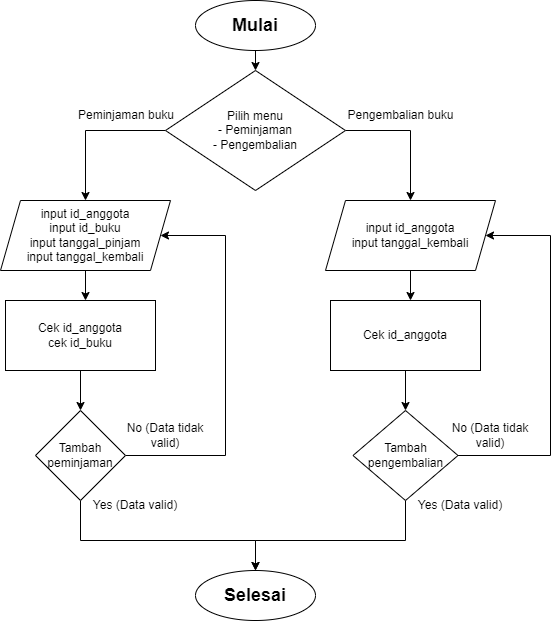 Mulai
Pilih menu
- Peminjaman
- Pengembalian
Peminjaman buku
Pengembalian buku
input id_anggota
input id_buku
input tanggal_pinjam
input tanggal_kembali
input id_anggota
input tanggal_kembali
Cek id_anggota
cek id_buku
Cek id_anggota
Tambah
peminjaman
No (Data tidak
valid)
Yes (Data valid)
Tambah
pengembalian
No (Data tidak
valid)
Yes (Data valid)
Selesai